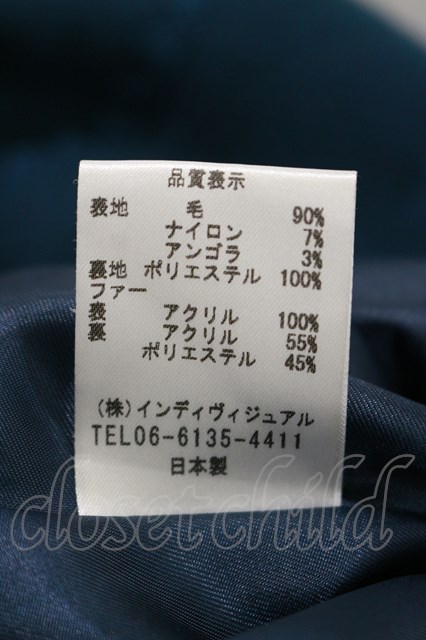 品質表示
表地 毛 90%
ナイロン 7%
アンゴラ 3%
裏地 ポリエステル 100%
ファー
表 アクリル 100%
裏 アクリル 55%
ポリエステル 45%
(株)インディヴィジュアル
TEL06-6135-4411
日本製
closet child